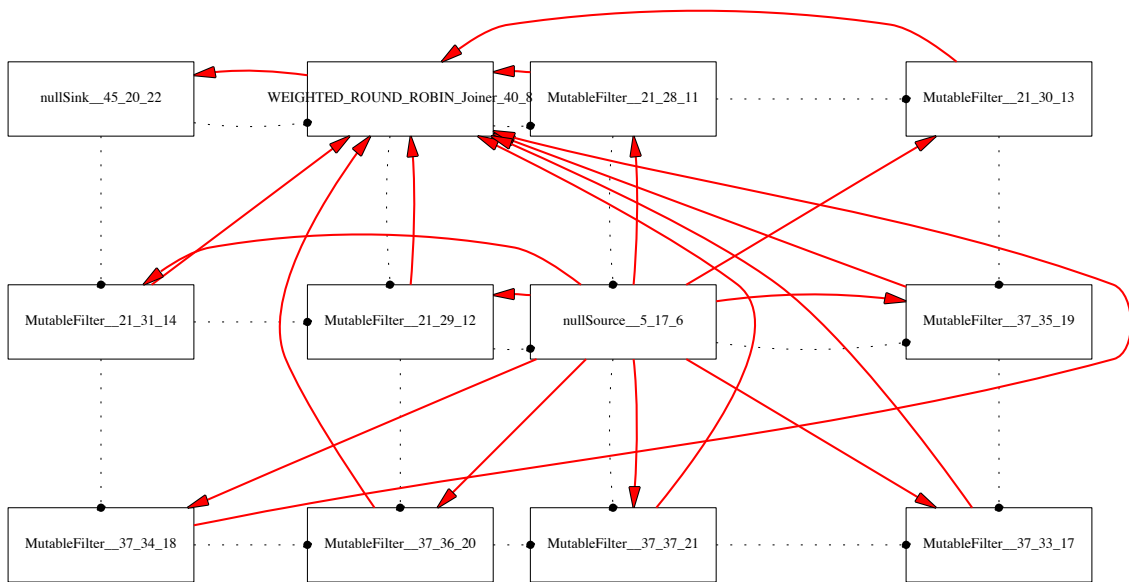 nullSink__45_20_22
WEIGHTED_ROUND_ROBIN_Joiner_40_8
MutableFilter__21_28_11
MutableFilter__21_30_13
MutableFilter__21_31_14
MutableFilter__21_29_12
nullSource__5_17_6
MutableFilter__37_35_19
MutableFilter__37_34_18
MutableFilter__37_36_20
MutableFilter__37_37_21
MutableFilter__37_33_17